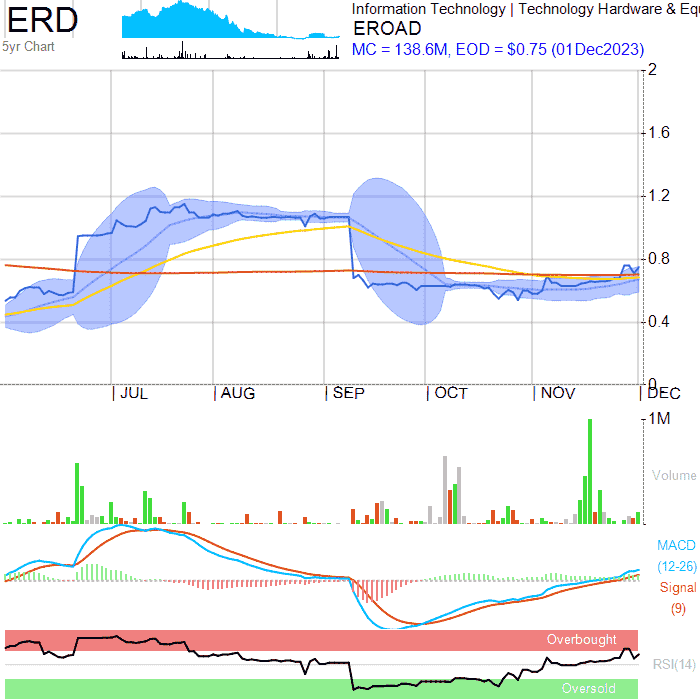 ERD
5yr Chart
Information Technology | Technology Hardware & Equ
EROAD
MC = 138.6M, EOD = $0.75 (01Dec2023)
2
1.6
1.2
0.8
0.4
0
JUL
AUG
SEP
OCT
NOV
DEC
1M
Volume
MACD
(12-26)
Signal
(9)
Overbought
RSI(14)
Oversold